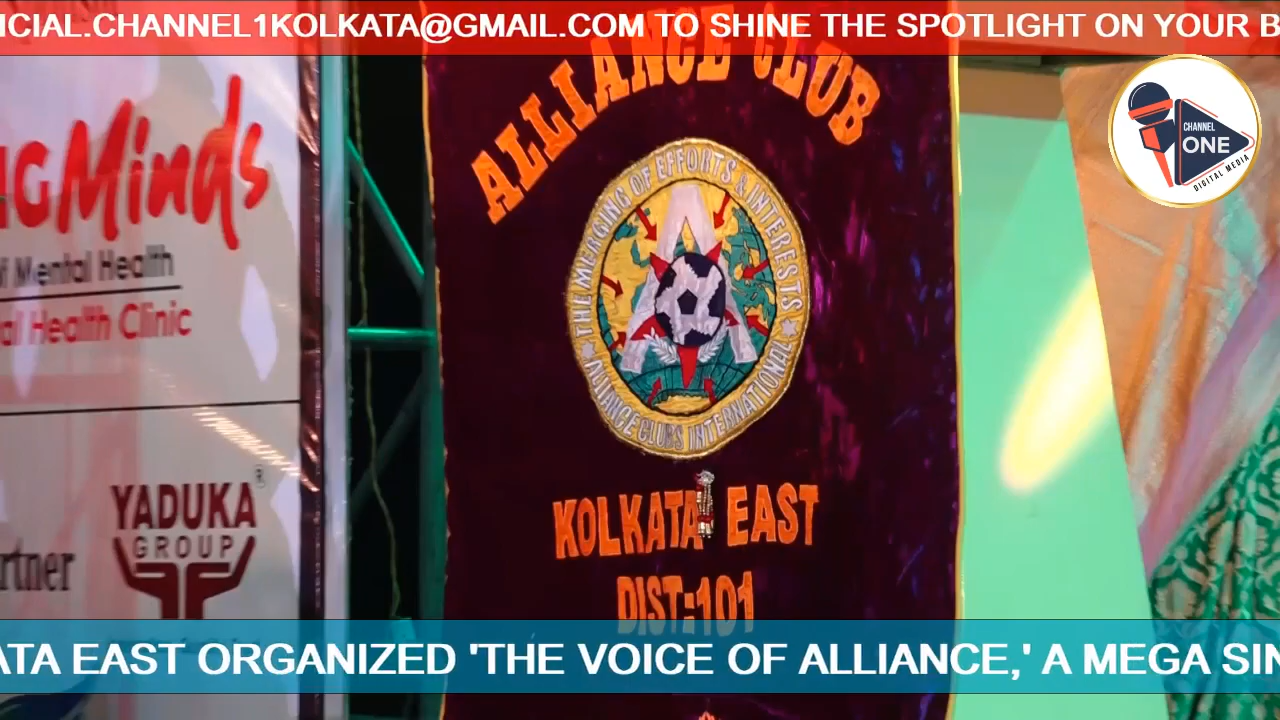 ICIAL.CHANNEL1KOLKATA@GMAIL.COM TO SHINE THE SPOTLIGHT ON YOUR B
ALLIANCE CLUB
CHANNEL
ONE
DIGITAL MEDIA
THE MERGING OF EFFORTS & INTERESTS
ALLIANCE CLUBS INTERNATIONAL
NG Minds
of Mental Health
al Health Clinic
KOLKATA EAST
DIST:101
YADUKA®
GROUP
rtner
ATA EAST ORGANIZED 'THE VOICE OF ALLIANCE,' A MEGA SIN